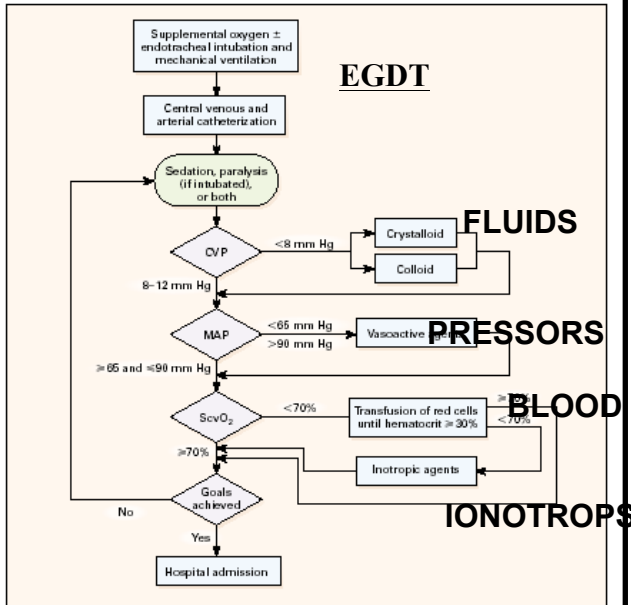 Supplemental oxygen ±
endotracheal intubation and
mechanical ventilation
EGDT
Central venous and
arterial catheterization
Sedation, paralysis
(if intubated),
or both
FLUIDS
Crystalloid
CVP
<8 mm Hg
Colloid
8–12 mm Hg
<65 mm Hg
MAP
>90 mm Hg
Vasoactive
PRESSORS
≥65 and ≤90 mm Hg
ScvO2
<70%
Transfusion of red cells
until hematocrit ≥30%
BLOOD
<70%
≥70%
Inotropic agents
Goals
achieved
No
IONOTROPS
Yes
Hospital admission